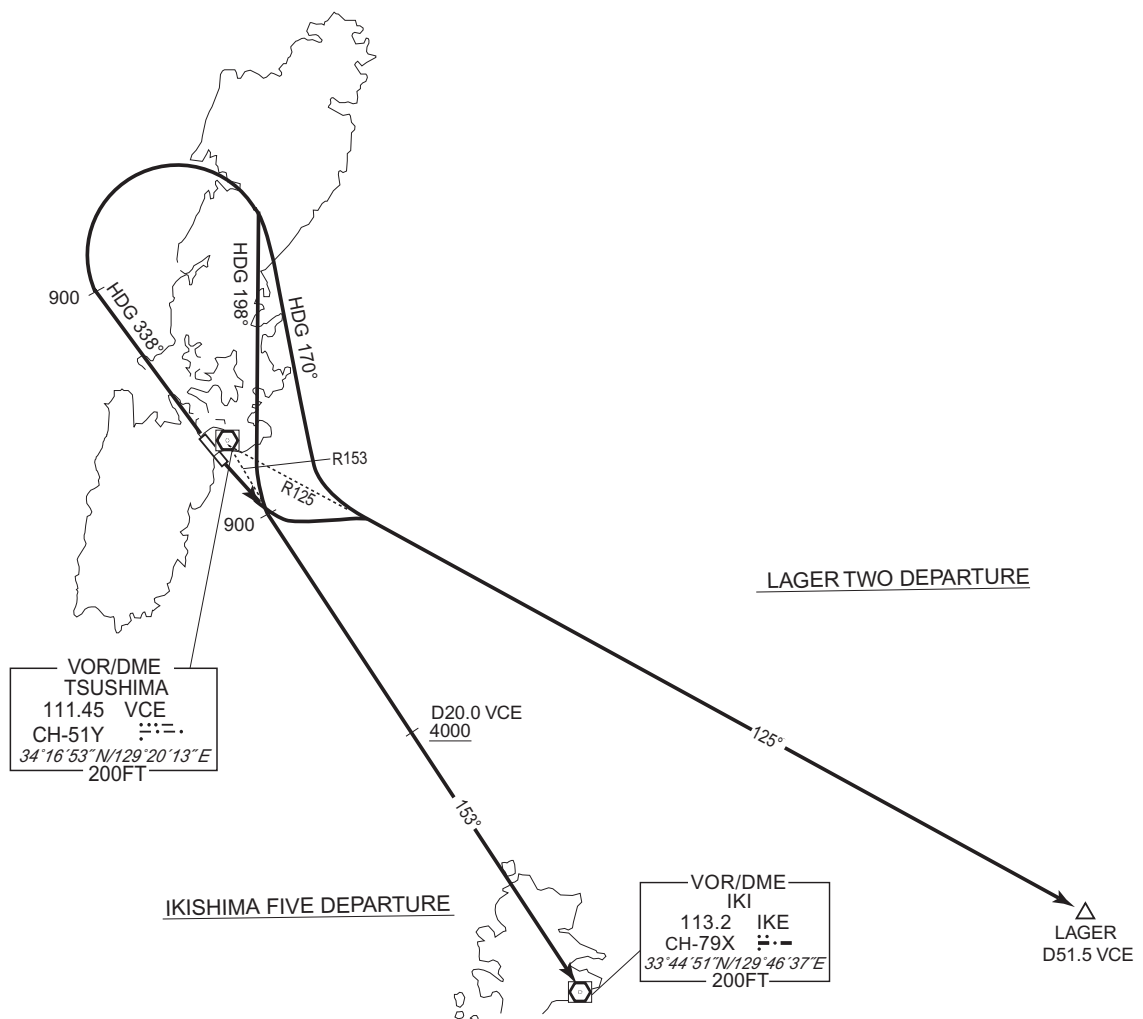 900
HDG 338°
HDG 198°
HDG 170°
R153
R125
900
LAGER TWO DEPARTURE
VOR/DME
TSUSHIMA
111.45 VCE
CH-51Y
34°16′53″N/129°20′13″E
200FT
D20.0 VCE
4000
125°
153°
IKISHIMA FIVE DEPARTURE
VOR/DME
IKI
113.2 IKE
CH-79X
33°44′51″N/129°46′37″E
200FT
LAGER
D51.5 VCE